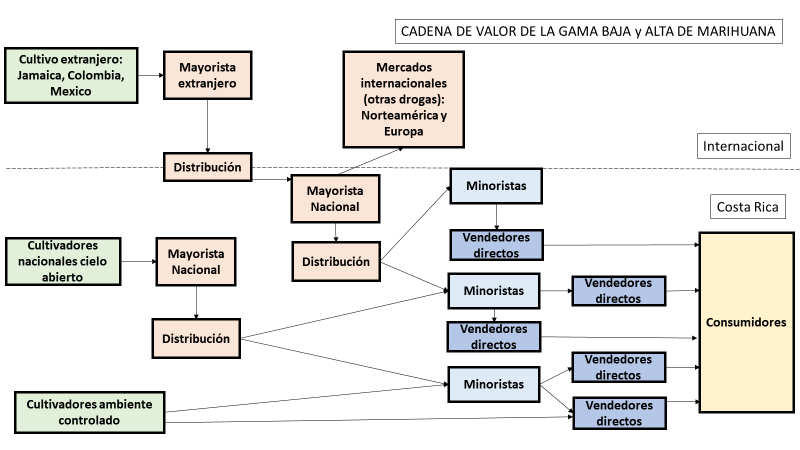 CADENA DE VALOR DE LA GAMA BAJA y ALTA DE MARIHUANA
Cultivo extranjero:
Jamaica, Colombia,
Mexico
Mayorista
extranjero
Mercados
internacionales
(otras drogas):
Norteamérica y
Europa
Internacional
Distribución
Mayorista
Nacional
Minoristas
Costa Rica
Cultivadores
nacionales cielo
abierto
Mayorista
Nacional
Distribución
Vendedores
directos
Minoristas
Vendedores
directos
Consumidores
Distribución
Vendedores
directos
Minoristas
Vendedores
directos
Cultivadores ambiente
controlado
Vendedores
directos